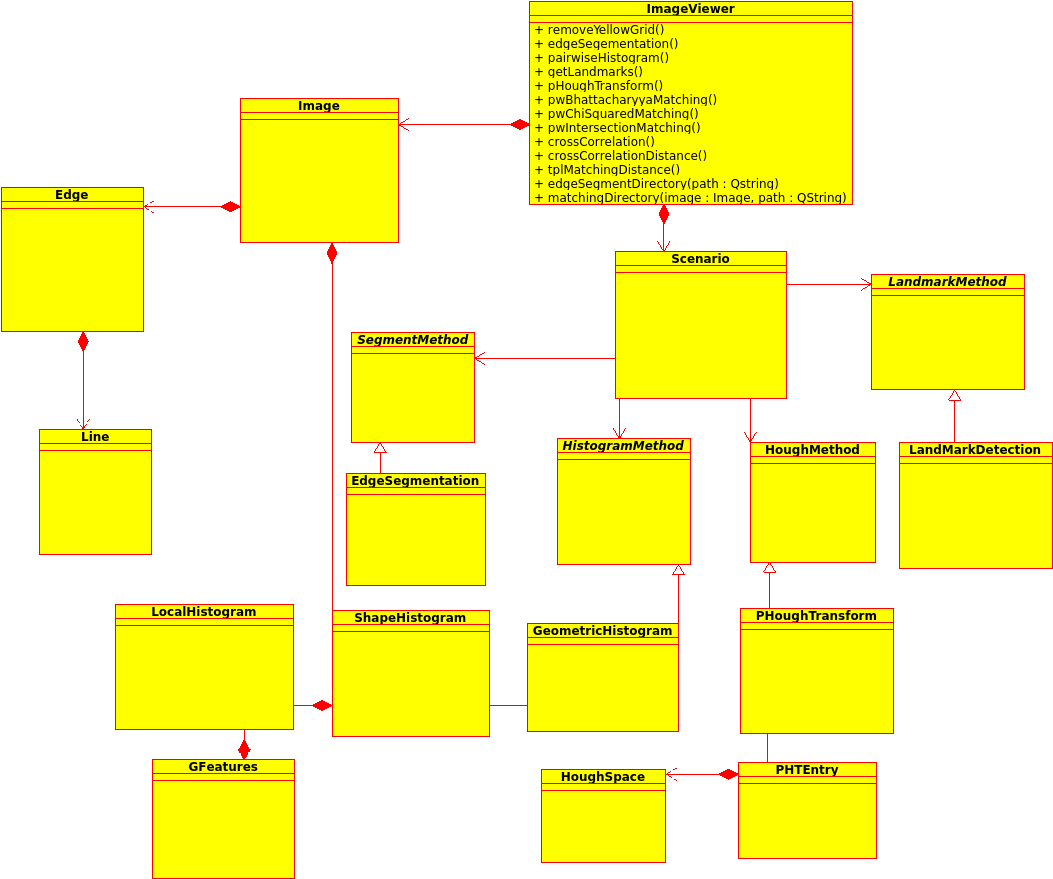 ImageViewer
+ removeYellowGrid()
+ edgeSegementation()
+ pairwiseHistogram()
+ getLandmarks()
+ pHoughTransform()
+ pwBhattacharyyaMatching()
+ pwChiSquaredMatching()
+ pwIntersectionMatching()
+ crossCorrelation()
+ crossCorrelationDistance()
+ tplMatchingDistance()
+ edgeSegmentDirectory(path : Qstring)
+ matchingDirectory(image : Image, path : QString)
Image
Edge
Scenario
LandmarkMethod
SegmentMethod
Line
HistogramMethod
HoughMethod
LandMarkDetection
EdgeSegmentation
LocalHistogram
ShapeHistogram
GeometricHistogram
PHoughTransform
GFeatures
HoughSpace
PHTEntry